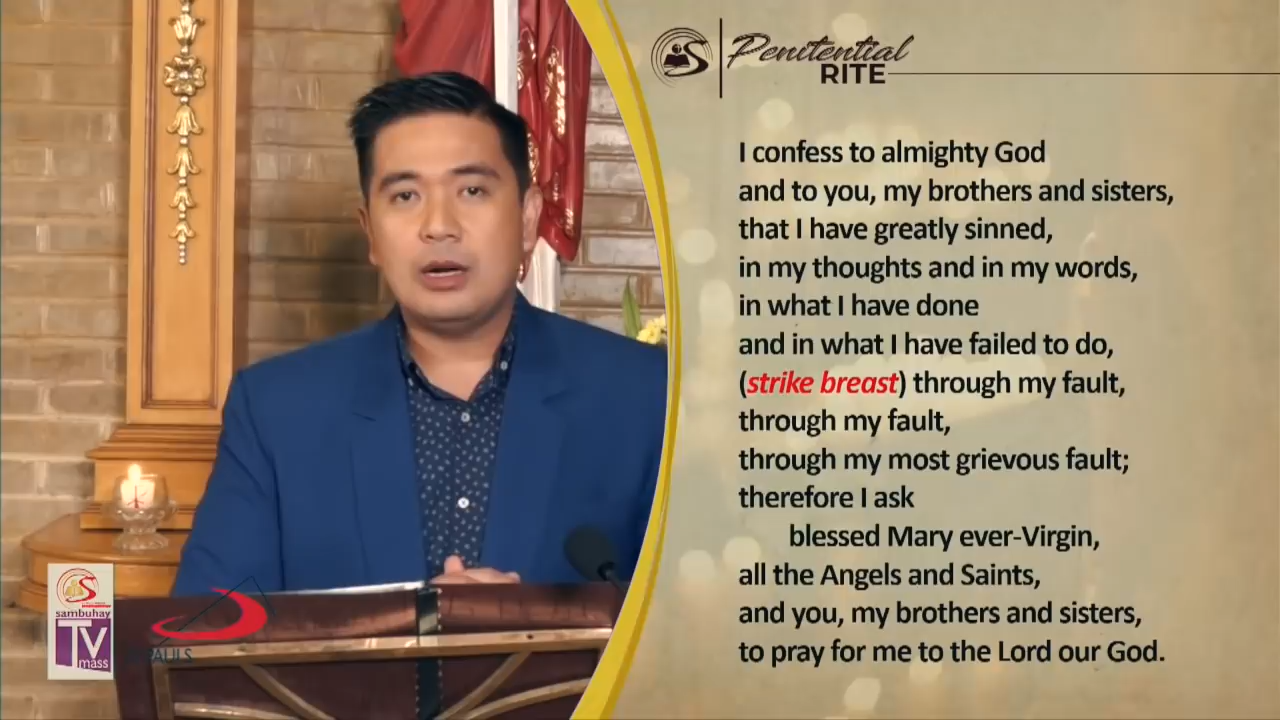 Penitential
RITE
I confess to almighty God
and to you, my brothers and sisters,
that I have greatly sinned,
in my thoughts and in my words,
in what I have done
and in what I have failed to do,
(strike breast) through my fault,
through my fault,
through my most grievous fault;
therefore I ask
blessed Mary ever-Virgin,
all the Angels and Saints,
and you, my brothers and sisters,
to pray for me to the Lord our God.
sambuhay
TV
mass
PAULS